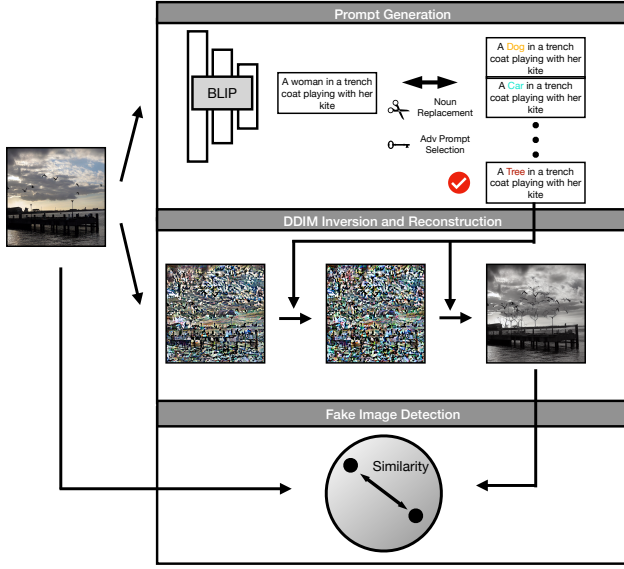 Prompt Generation
BLIP
A woman in a trench
coat playing with her
kite
Noun
Replacement
Adv Prompt
Selection
A Dog in a trench
coat playing with her
kite
A Car in a trench
coat playing with her
kite
A Tree in a trench
coat playing with her
kite
DDIM Inversion and Reconstruction
Fake Image Detection
Similarity